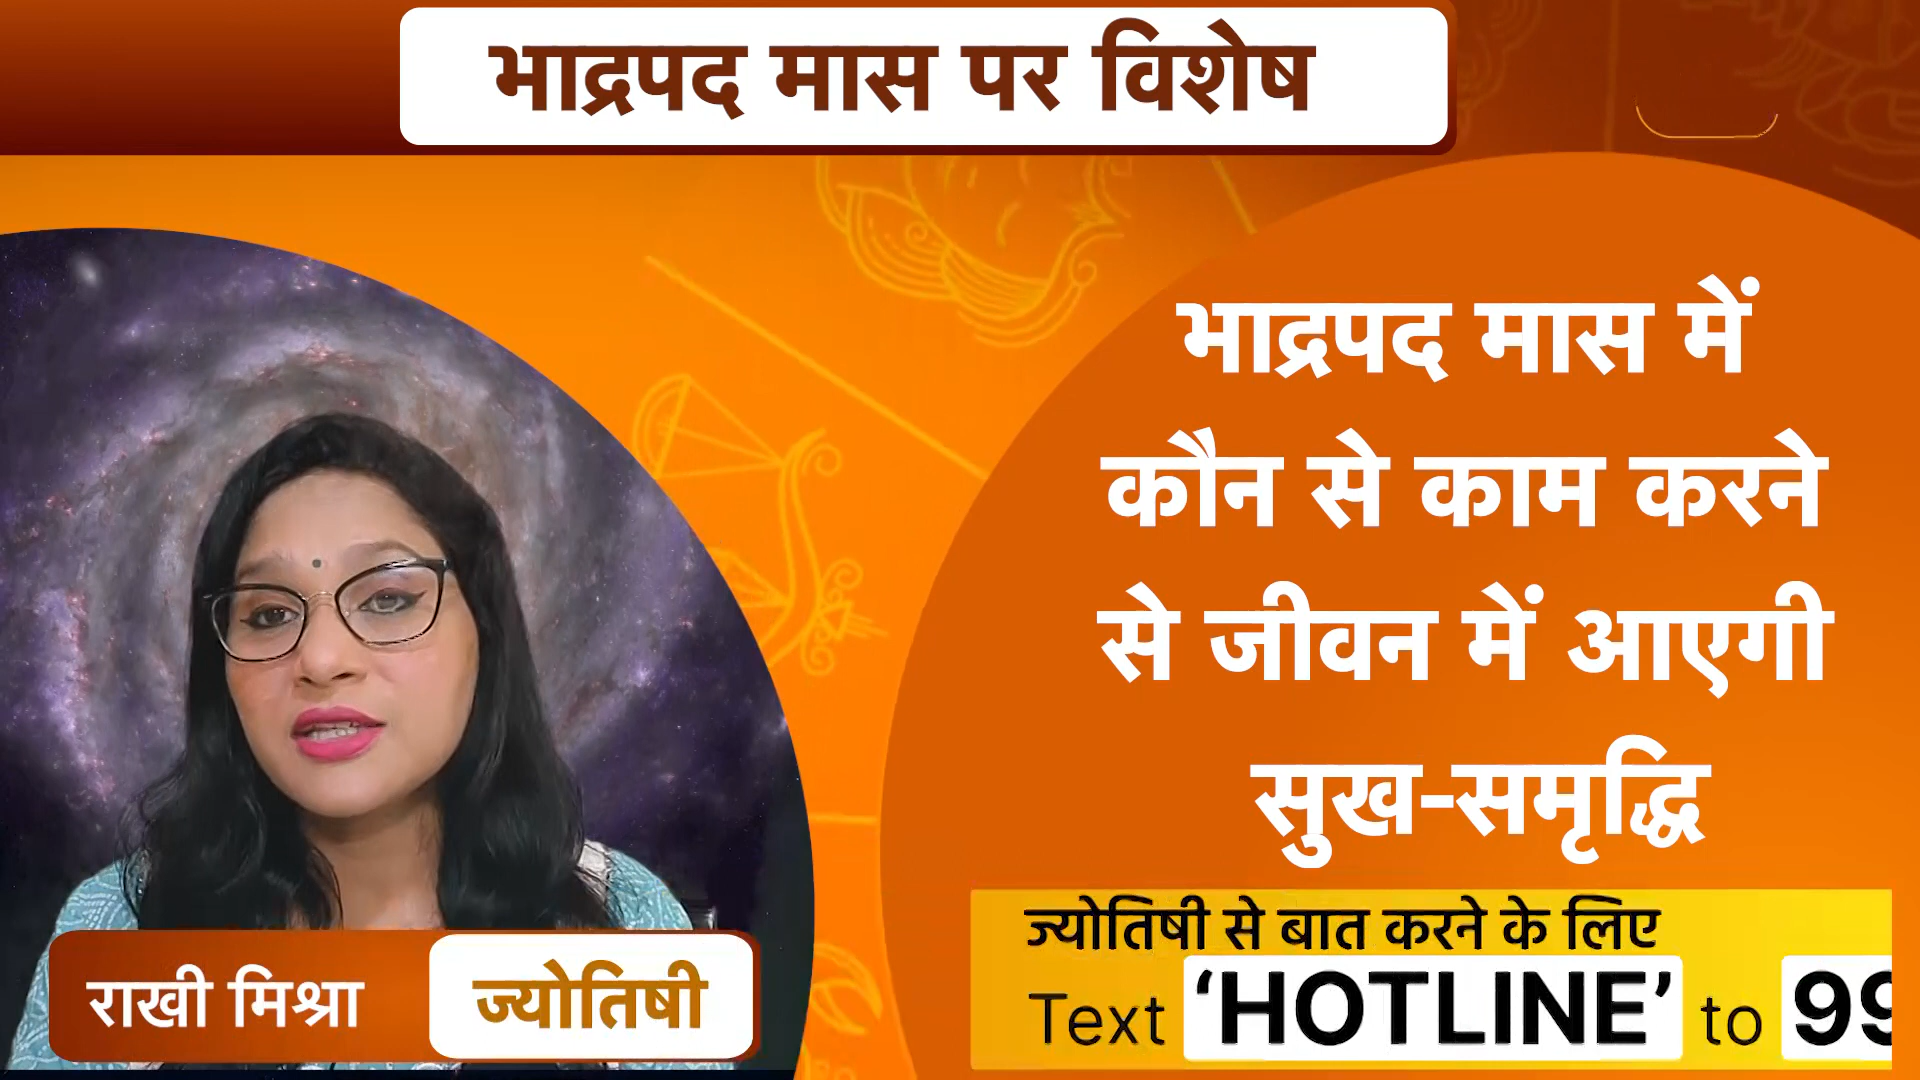 भाद्रपद मास पर विशेष
भाद्रपद मास में
कौन से काम करने
से जीवन में आएगी
सुख-समृद्धि
ज्योतिषी से बात करने के लिए
Text ‘HOTLINE’ to
राखी मिश्रा ज्योतिषी